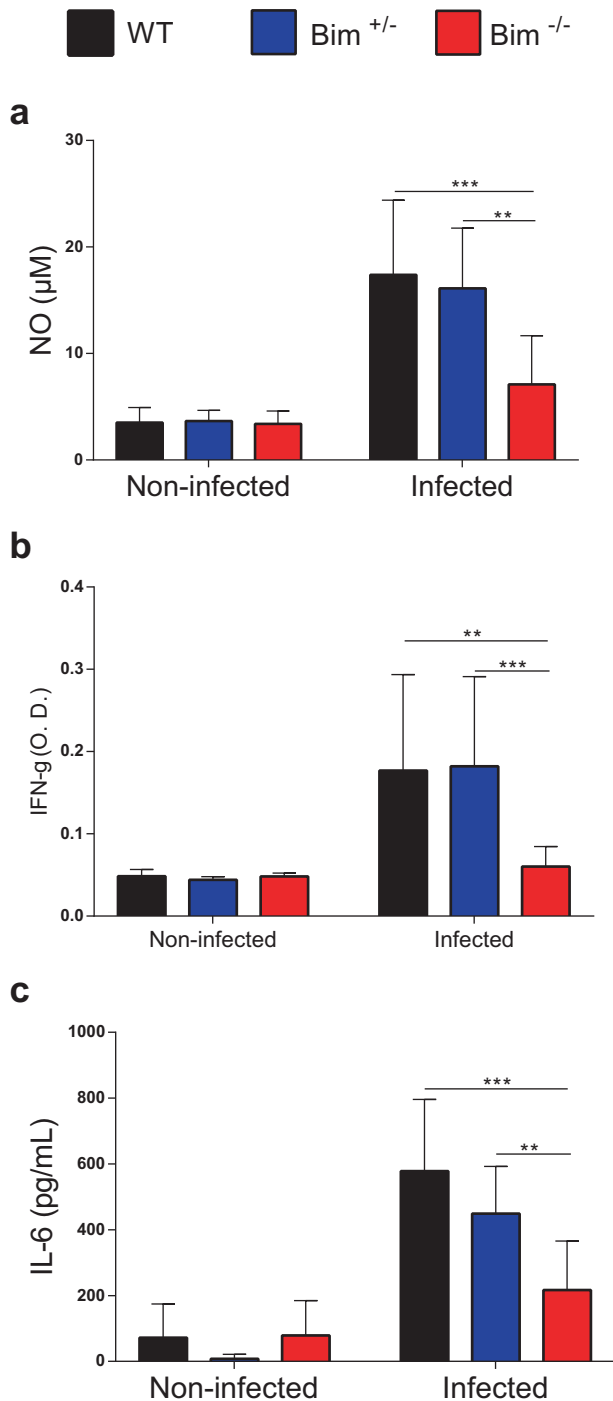 WT Bim +/- Bim -/-
a
30
***
**
20
NO (µM)
10
0
Non-infected Infected
b
0.4
**
0.3
***
IFN-g (O. D.)
0.2
0.1
0.0
Non-infected Infected
c
1000
***
800
**
600
IL-6 (pg/mL)
400
200
0
Non-infected Infected